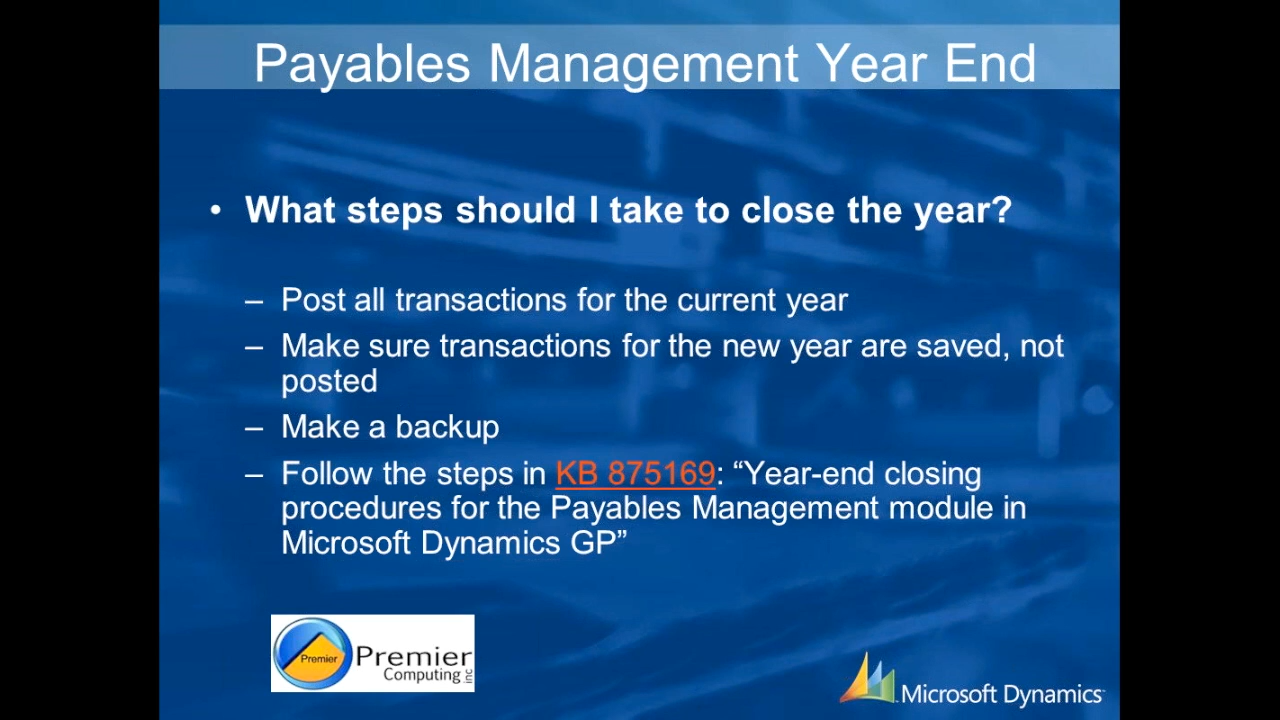 Payables Management Year End
• What steps should I take to close the year?
– Post all transactions for the current year
– Make sure transactions for the new year are saved, not
posted
– Make a backup
– Follow the steps in KB 875169: “Year-end closing
procedures for the Payables Management module in
Microsoft Dynamics GP”
Premier
Premier
Computing inc
Microsoft Dynamics